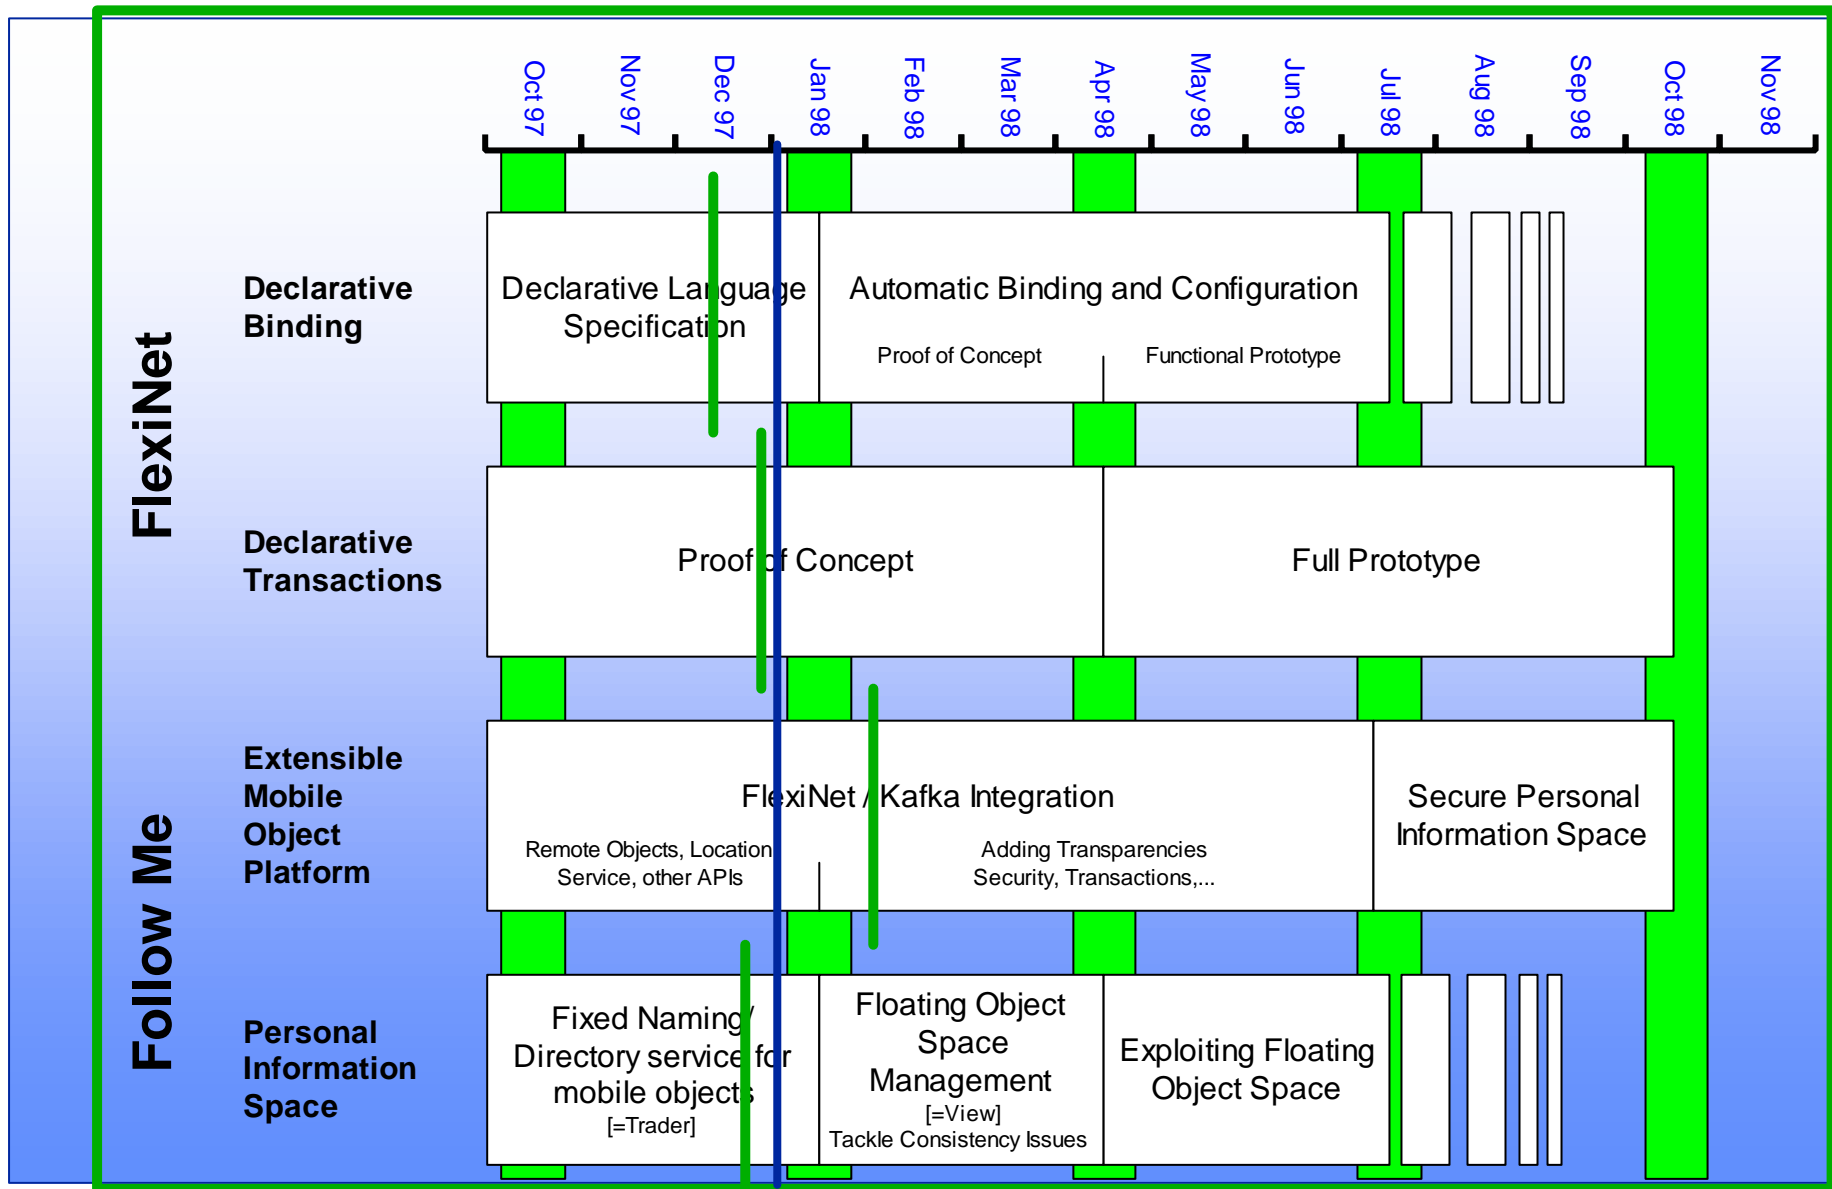 Oct 97
Nov 97
Dec 97
Jan 98
Feb 98
Mar 98
Apr 98
May 98
Jun 98
Jul 98
Aug 98
Sep 98
Oct 98
Nov 98
FlexiNet
Declarative
Binding
Declarative Language
Specification
Automatic Binding and Configuration
Proof of Concept
Functional Prototype
Declarative
Transactions
Proof of Concept
Full Prototype
Follow Me
Extensible
Mobile
Object
Platform
FlexiNet / Kafka Integration
Remote Objects, Location
Service, other APIs
Adding Transparencies
Security, Transactions,...
Secure Personal
Information Space
Personal
Information
Space
Fixed Naming/
Directory service for
mobile objects
[=Trader]
Floating Object
Space
Management
[=View]
Tackle Consistency Issues
Exploiting Floating
Object Space